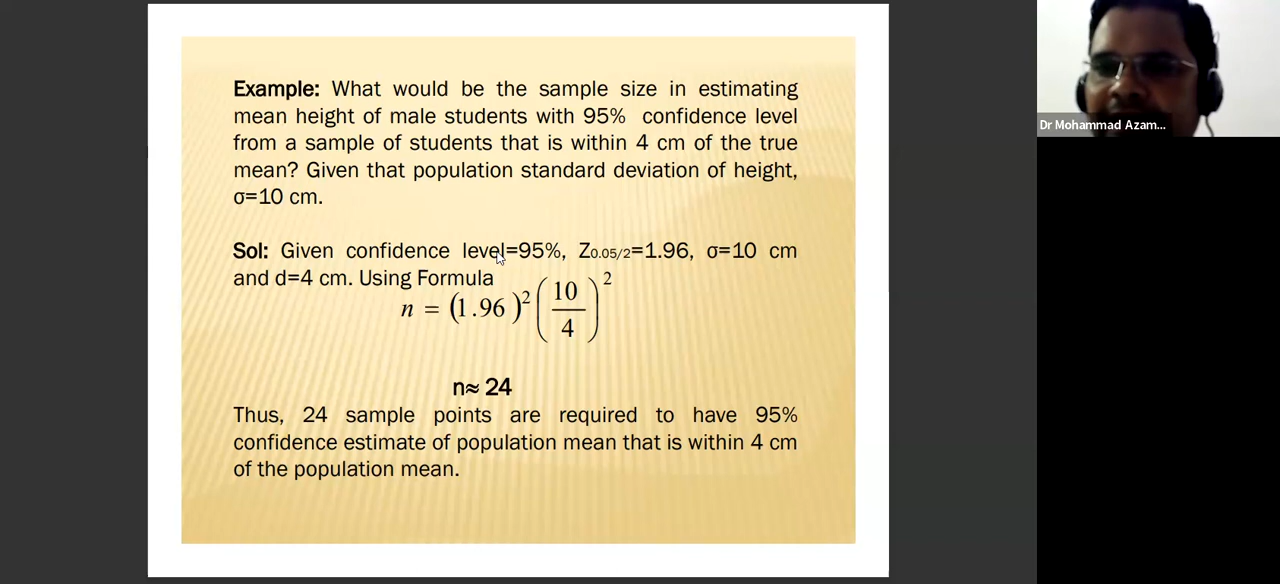 Example: What would be the sample size in estimating
mean height of male students with 95% confidence level
from a sample of students that is within 4 cm of the true
mean? Given that population standard deviation of height,
σ=10 cm.
Sol: Given confidence level=95%, Z0.05/2=1.96, σ=10 cm
and d=4 cm. Using Formula
n = (1.96)² (10/4)²
n≈ 24
Thus, 24 sample points are required to have 95%
confidence estimate of population mean that is within 4 cm
of the population mean.
Dr Mohammad Azam...